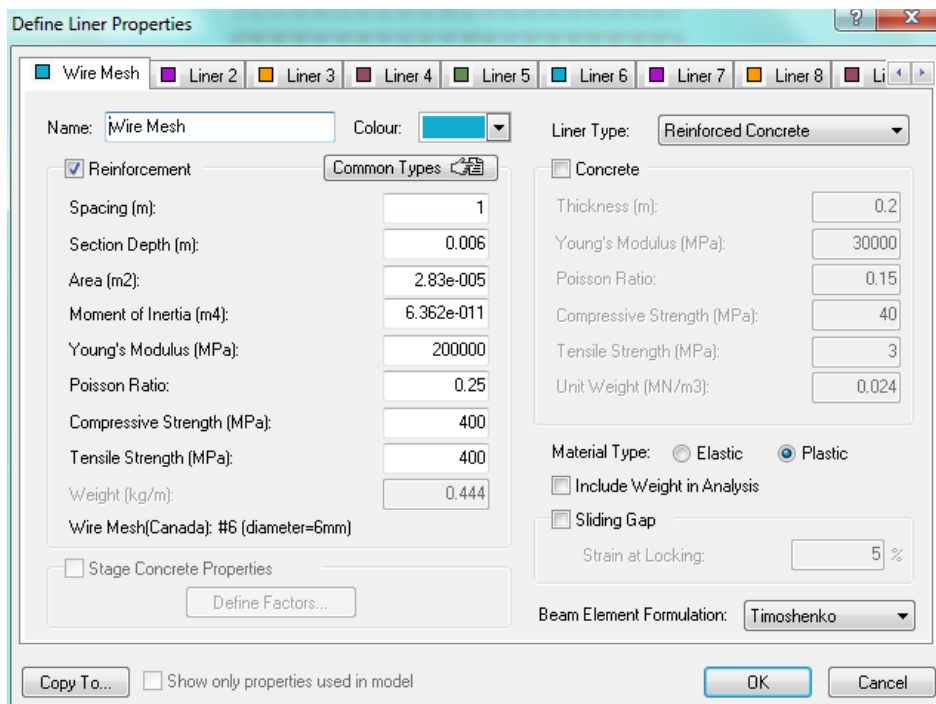 Define Liner Properties
?
X
Wire Mesh
Liner 2
Liner 3
Liner 4
Liner 5
Liner 6
Liner 7
Liner 8
Li
Name:
Wire Mesh
Colour:
Liner Type:
Reinforced Concrete
Reinforcement
Common Types
Spacing (m):
1
Section Depth (m):
0.006
Area (m2):
2.83e-005
Moment of Inertia (m4):
6.362e-011
Young's Modulus (MPa):
200000
Poisson Ratio:
0.25
Compressive Strength (MPa):
400
Tensile Strength (MPa):
400
Weight (kg/m):
0.444
Wire Mesh(Canada): #6 (diameter=6mm)
Stage Concrete Properties
Define Factors...
Concrete
Thickness (m):
0.2
Young's Modulus (MPa):
30000
Poisson Ratio:
0.15
Compressive Strength (MPa):
40
Tensile Strength (MPa):
3
Unit Weight (MN/m3):
0.024
Material Type:
Elastic
Plastic
Include Weight in Analysis
Sliding Gap
Strain at Locking:
5
%
Beam Element Formulation:
Timoshenko
Copy To...
Show only properties used in model
OK
Cancel